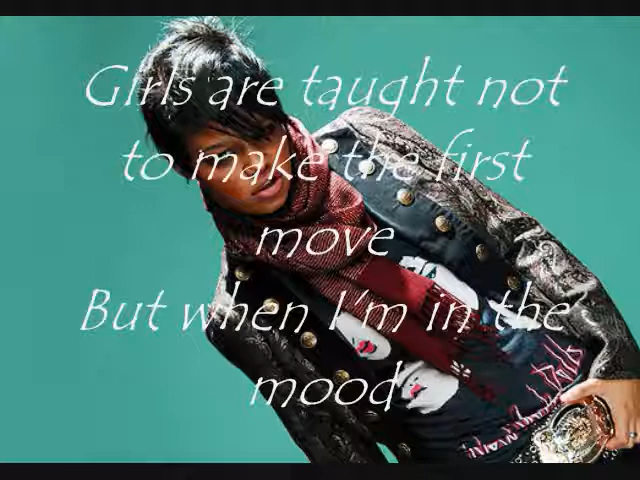 Girls are taught not
to make the first
move
But when I'm in the
mood